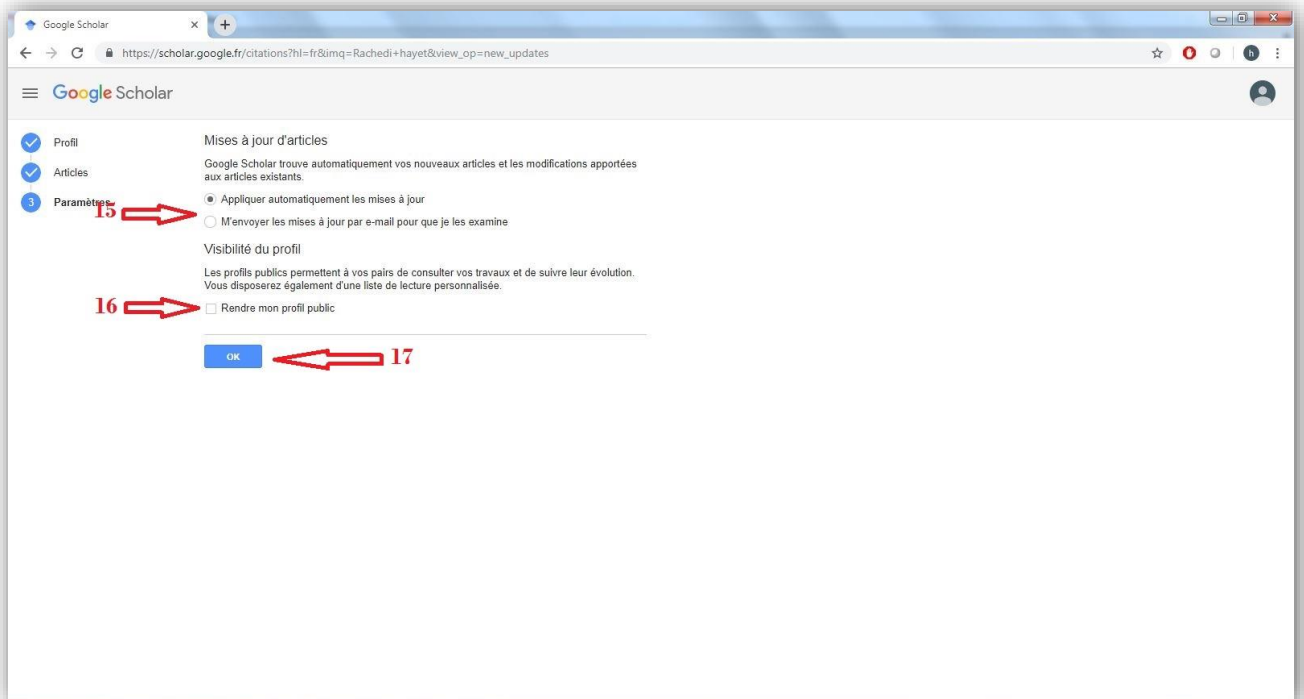 Google Scholar
https://scholar.google.fr/citations?hl=fr&imq=Rachedi+hayet&view_op=new_updates
h
Google Scholar
Profil
Articles
3 Paramètres
Mises à jour d'articles
Google Scholar trouve automatiquement vos nouveaux articles et les modifications apportées
aux articles existants.
Appliquer automatiquement les mises à jour
15
M'envoyer les mises à jour par e-mail pour que je les examine
Visibilité du profil
Les profils publics permettent à vos pairs de consulter vos travaux et de suivre leur évolution.
Vous disposerez également d'une liste de lecture personnalisée.
16
Rendre mon profil public
OK
17